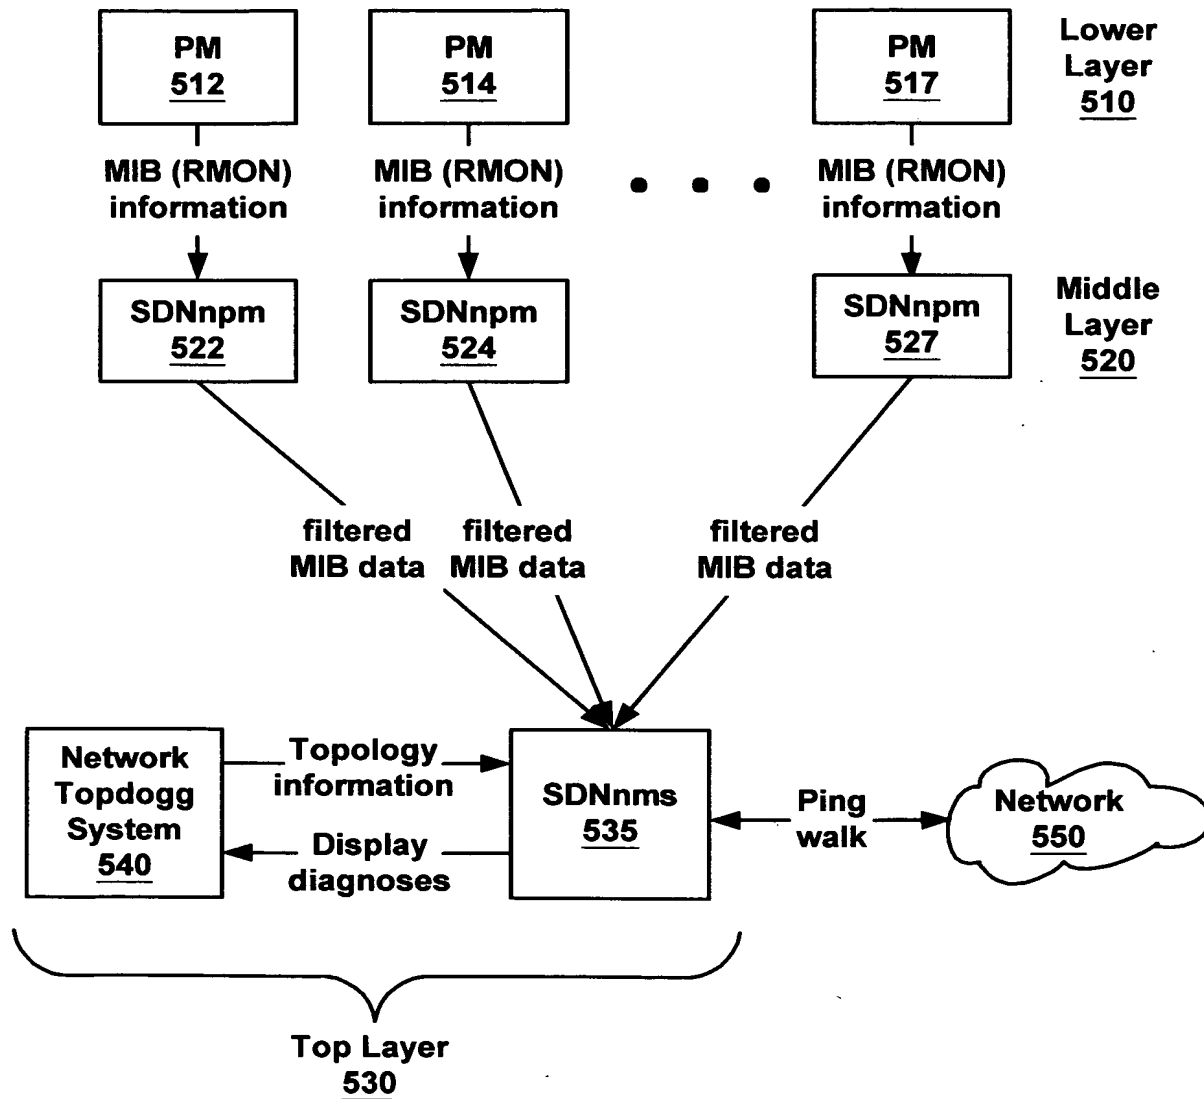 PM
512
PM
514
PM
517
Lower
Layer
510
MIB (RMON)
information
MIB (RMON)
information
MIB (RMON)
information
SDNnpm
522
SDNnpm
524
SDNnpm
527
Middle
Layer
520
filtered
MIB data
filtered
MIB data
filtered
MIB data
Network
Topdogg
System
540
Topology
information
Display
diagnoses
SDNnms
535
Ping
walk
Network
550
Top Layer
530